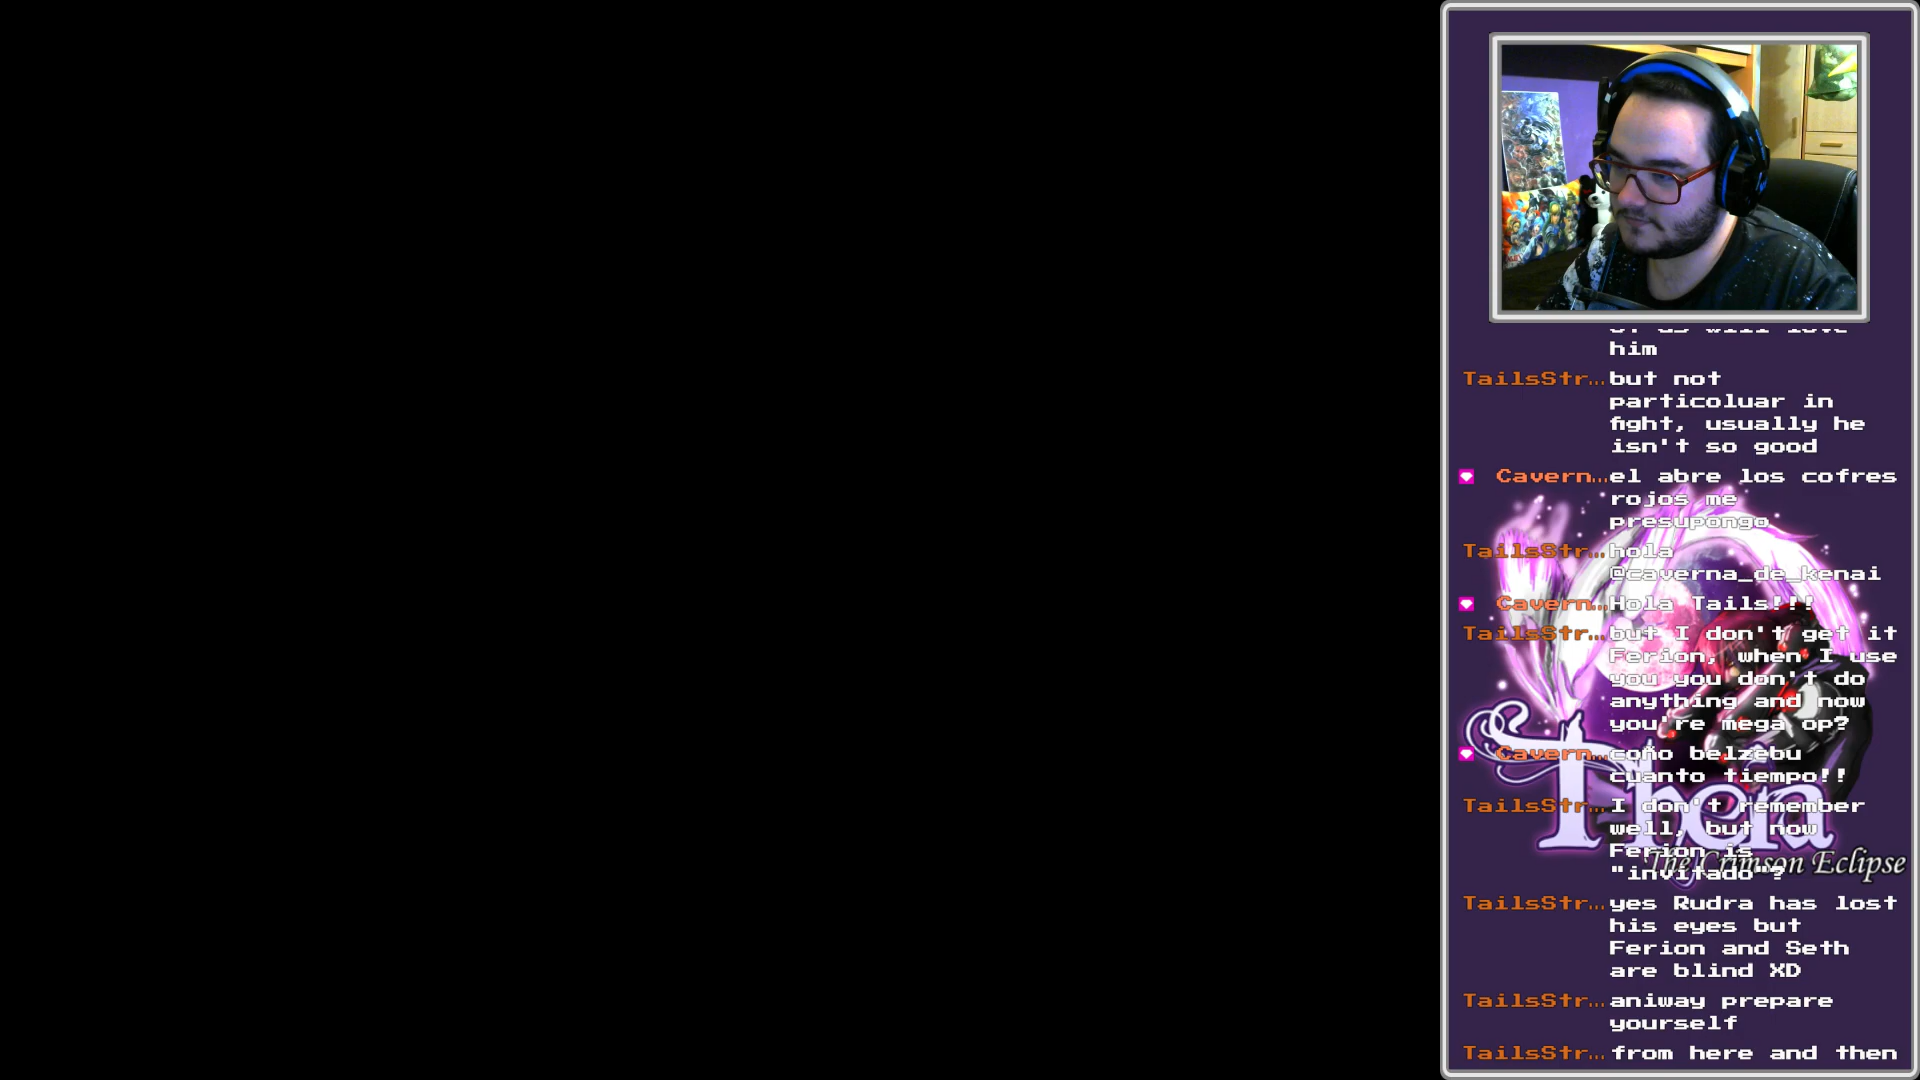 him
TailsStr...but not
particoluar in
fight, usually he
isn't so good
Cavern...el abre los cofres
rojos me
presupongo
TailsStr...hola
@caverna_de_kenai
Cavern...Hola Tails!!!
TailsStr...but I don't get it
Ferion, when I use
you you don't do
anything and now
you're mega op?
Cavern...coño belzebu
cuanto tiempo!!
TailsStr...I don't remember
well, but now
Ferion is
"invitado"?
Thefa
The Crimson Eclipse
TailsStr...yes Rudra has lost
his eyes but
Ferion and Seth
are blind XD
TailsStr...aniway prepare
yourself
TailsStr...from here and then